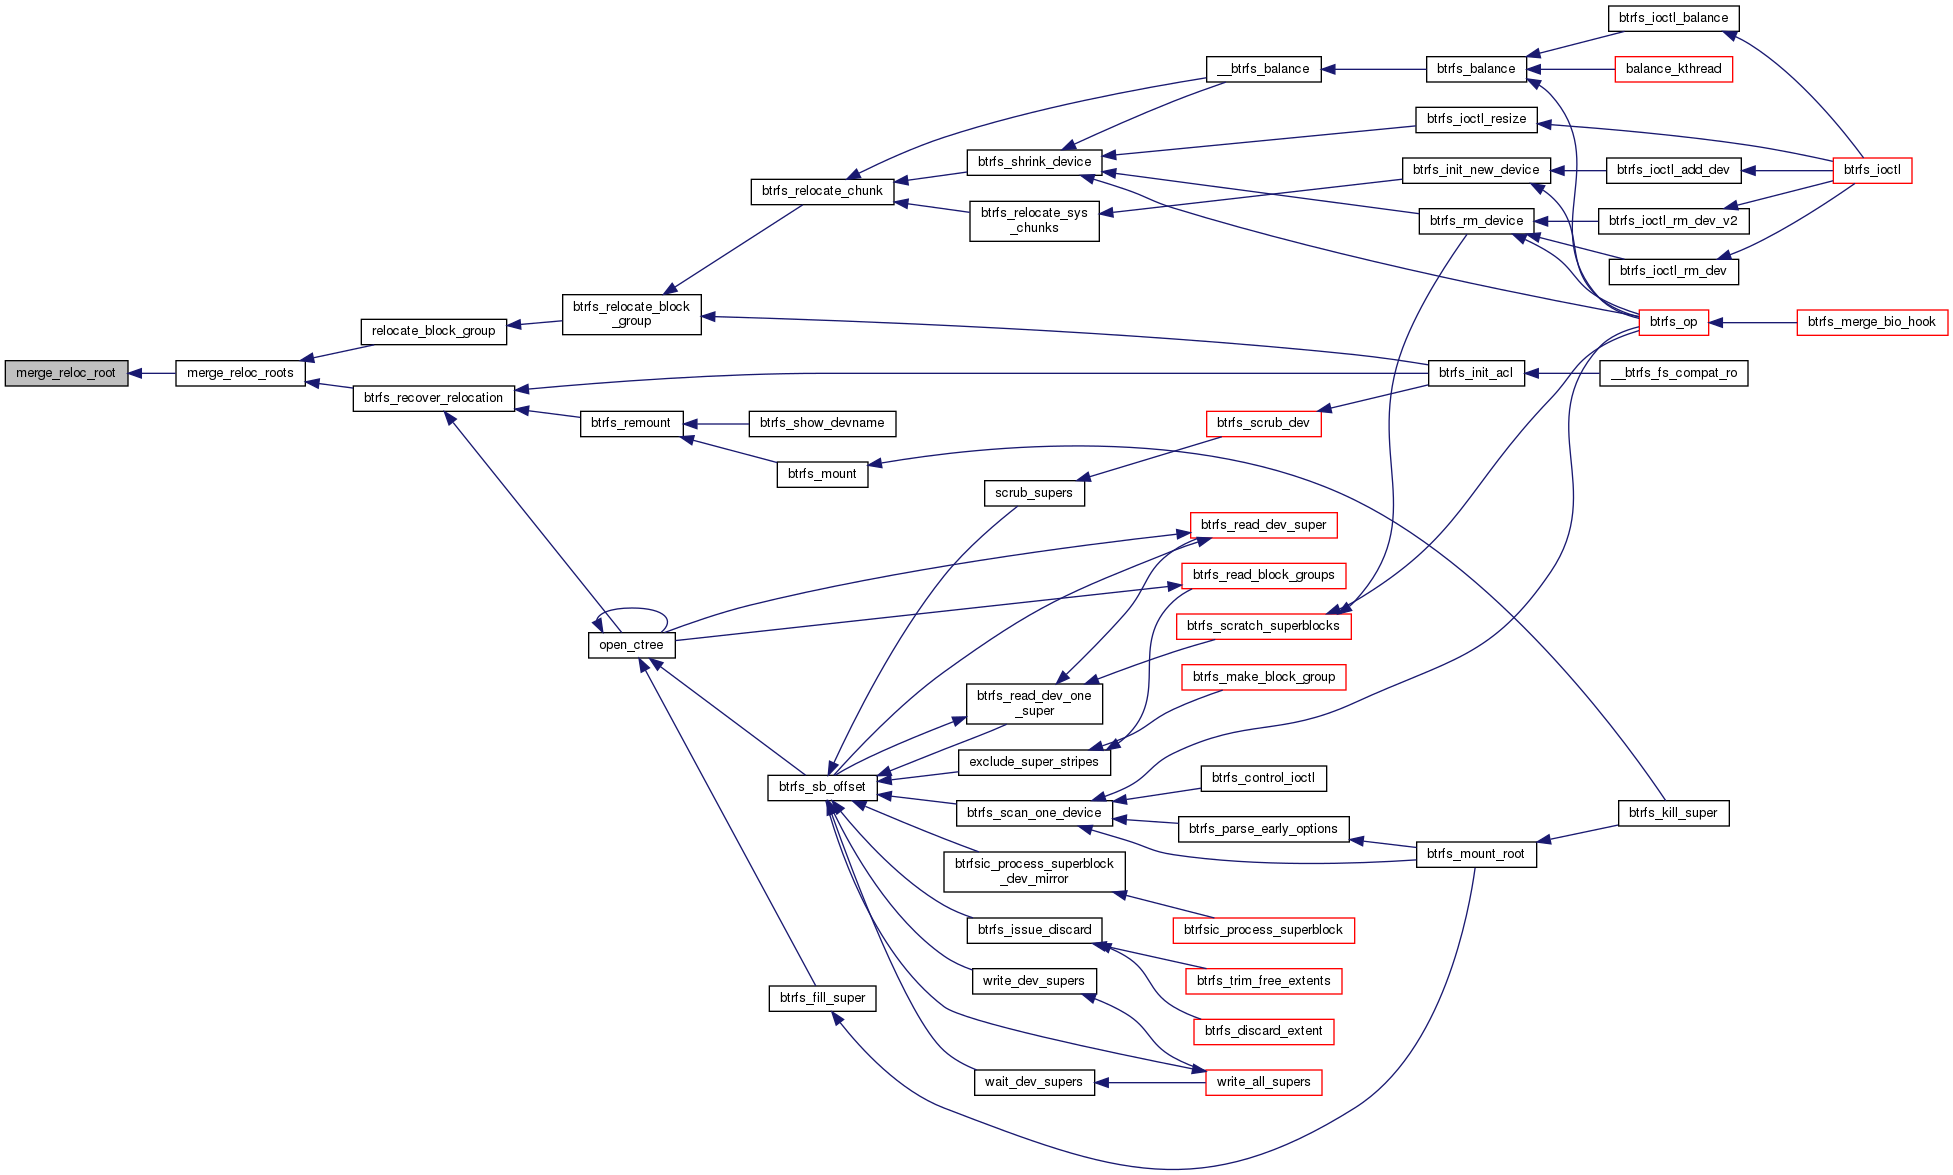 btrfs_ioctl_balance
__btrfs_balance
btrfs_balance
balance_kthread
btrfs_ioctl_resize
btrfs_shrink_device
btrfs_init_new_device
btrfs_ioctl_add_dev
btrfs_ioctl
btrfs_relocate_chunk
btrfs_relocate_sys
_chunks
btrfs_rm_device
btrfs_ioctl_rm_dev_v2
btrfs_ioctl_rm_dev
btrfs_relocate_block
_group
btrfs_op
btrfs_merge_bio_hook
relocate_block_group
merge_reloc_root
merge_reloc_roots
btrfs_init_acl
__btrfs_fs_compat_ro
btrfs_recover_relocation
btrfs_remount
btrfs_show_devname
btrfs_scrub_dev
btrfs_mount
scrub_supers
btrfs_read_dev_super
btrfs_read_block_groups
btrfs_scratch_superblocks
open_ctree
btrfs_make_block_group
btrfs_read_dev_one
_super
exclude_super_stripes
btrfs_control_ioctl
btrfs_sb_offset
btrfs_scan_one_device
btrfs_kill_super
btrfs_parse_early_options
btrfs_mount_root
btrfsic_process_superblock
_dev_mirror
btrfs_issue_discard
btrfsic_process_superblock
write_dev_supers
btrfs_trim_free_extents
btrfs_fill_super
btrfs_discard_extent
wait_dev_supers
write_all_supers